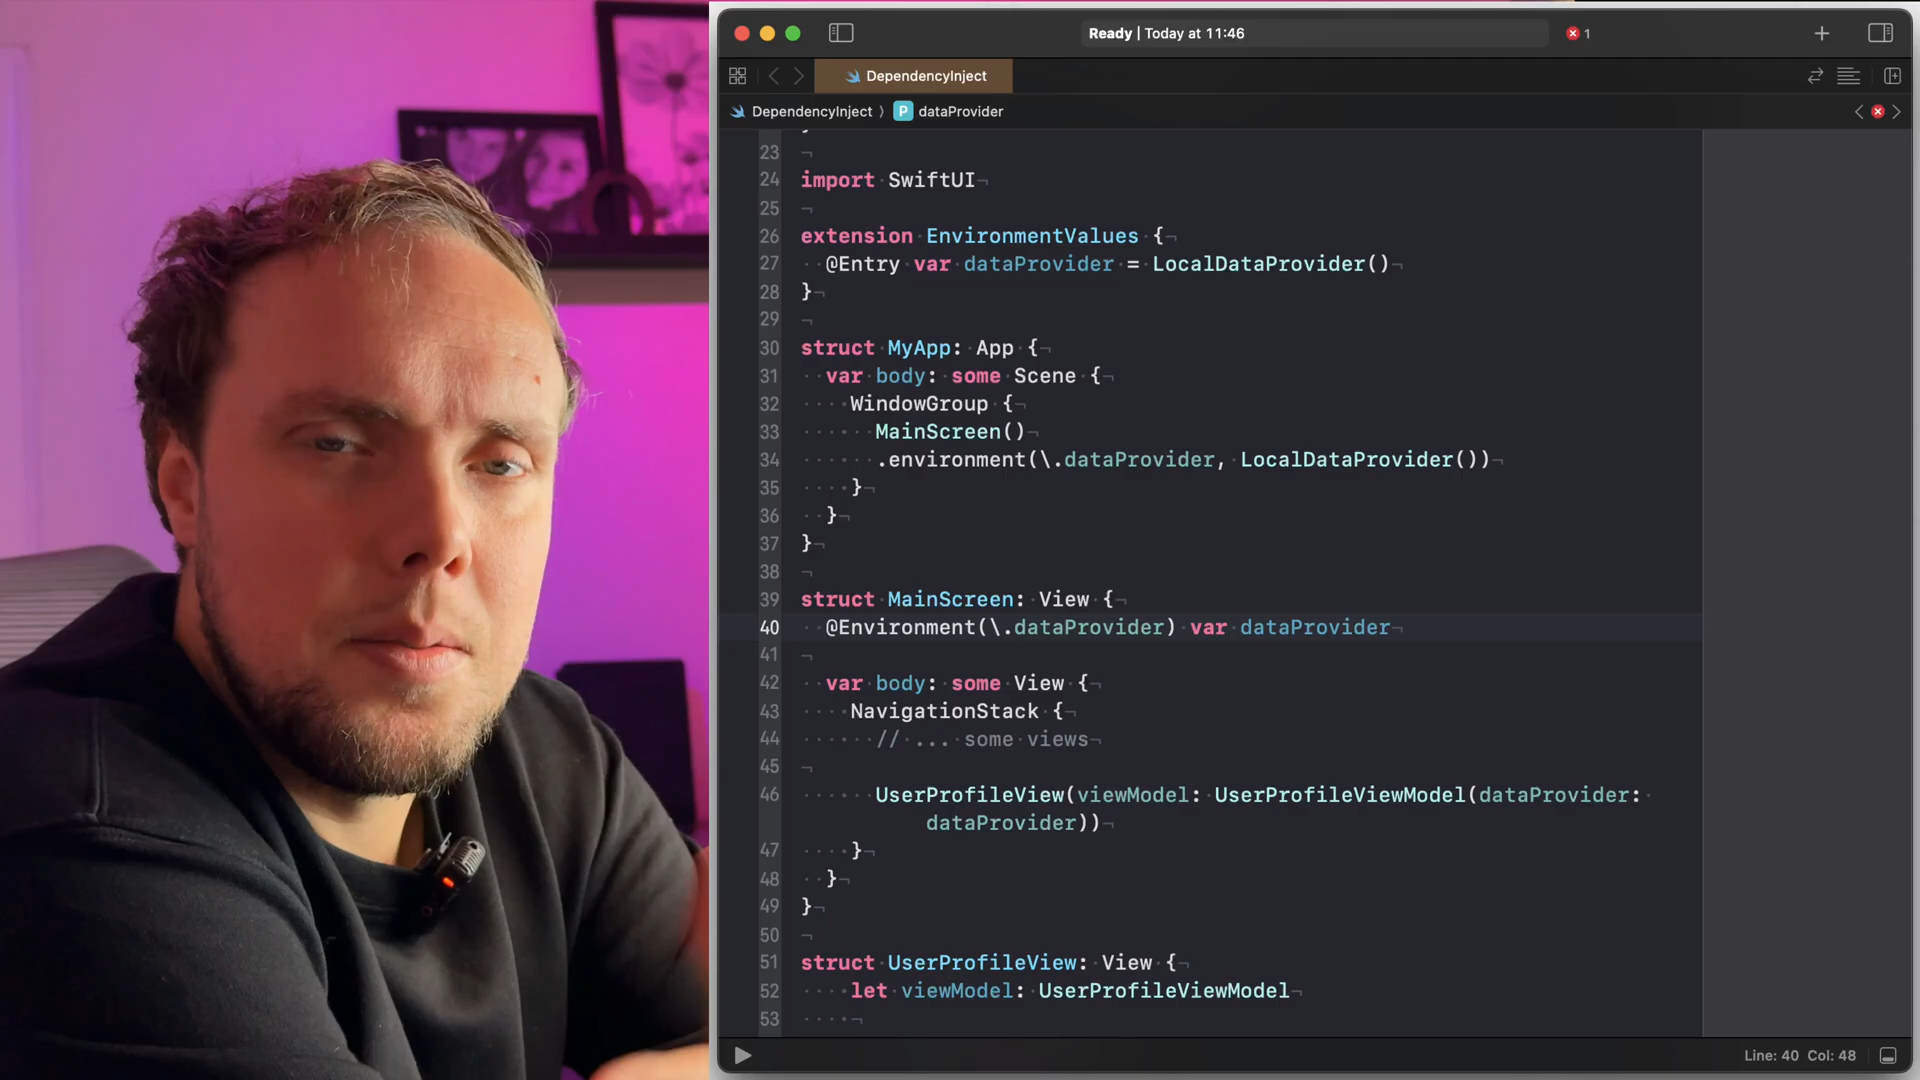 Ready | Today at 11:46
1
DependencyInject
DependencyInject 〉 P dataProvider
23
24 import SwiftUI
25
26 extension EnvironmentValues {
27 @Entry var dataProvider = LocalDataProvider()
28 }
29
30 struct MyApp: App {
31 var body: some Scene {
32 WindowGroup {
33 MainScreen()
34 .environment(\.dataProvider, LocalDataProvider())
35 }
36 }
37 }
38
39 struct MainScreen: View {
40 @Environment(\.dataProvider) var dataProvider
41
42 var body: some View {
43 NavigationStack {
44 // ... some views
45
46 UserProfileView(viewModel: UserProfileViewModel(dataProvider:
dataProvider))
47 }
48 }
49 }
50
51 struct UserProfileView: View {
52 let viewModel: UserProfileViewModel
53
Line: 40 Col: 48